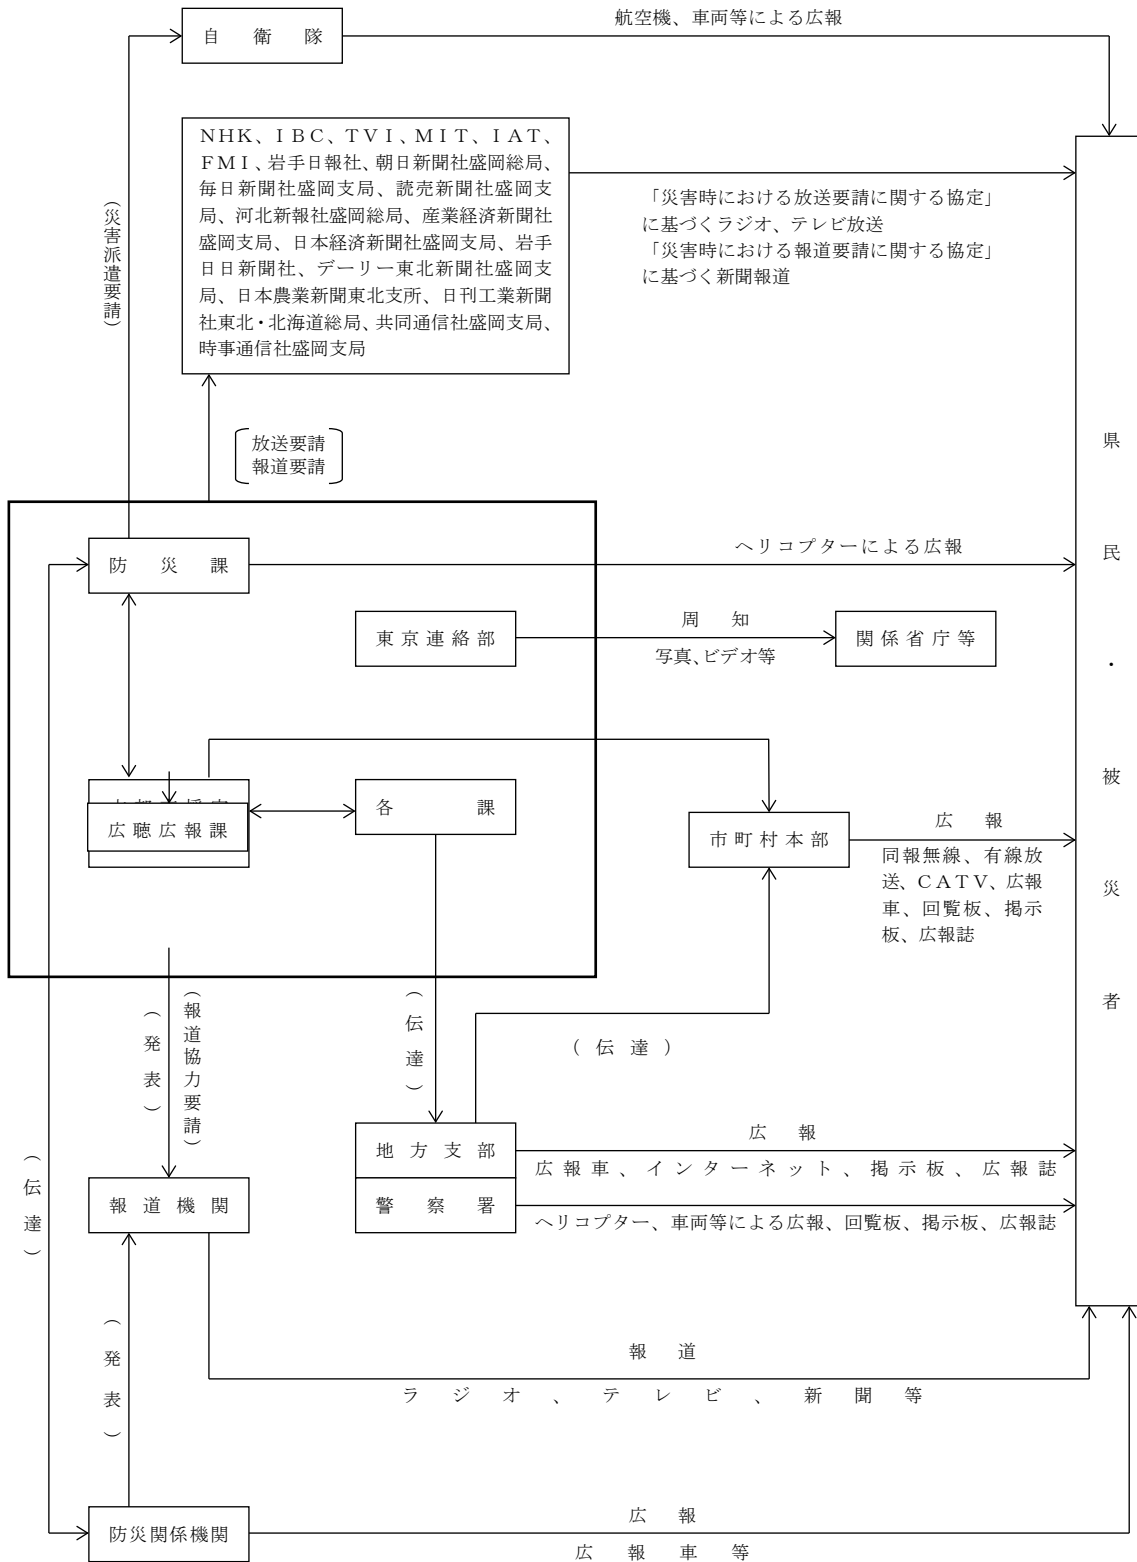 航空機、車両等による広報
自衛隊
NHK、ＩＢＣ、ＴＶＩ、ＭＩＴ、ＩＡＴ、
ＦＭＩ、岩手日報社、朝日新聞社盛岡総局、
毎日新聞社盛岡支局、読売新聞社盛岡支
局、河北新報社盛岡総局、産業経済新聞社
盛岡支局、日本経済新聞社盛岡支局、岩手
日日新聞社、デーリー東北新聞社盛岡支
局、日本農業新聞東北支所、日刊工業新聞
社東北・北海道総局、共同通信社盛岡支局、
時事通信社盛岡支局
「災害時における放送要請に関する協定」
に基づくラジオ、テレビ放送
「災害時における報道要請に関する協定」
に基づく新聞報道
（災害派遣要請）
放送要請
報道要請
県民・被災者
防災課
ヘリコプターによる広報
東京連絡部
周知
写真、ビデオ等
関係省庁等
広聴広報課
各課
市町村本部
広報
同報無線、有線放
送、ＣＡＴＶ、広報
車、回覧板、掲示
板、広報誌
（発表）
（報道協力要請）
（伝達）
（伝達）
地方支部
広報
広報車、インターネット、掲示板、広報誌
警察署
ヘリコプター、車両等による広報、回覧板、掲示板、広報誌
報道機関
（伝達）
（発表）
報道
ラジオ、テレビ、新聞等
防災関係機関
広報
広報車等